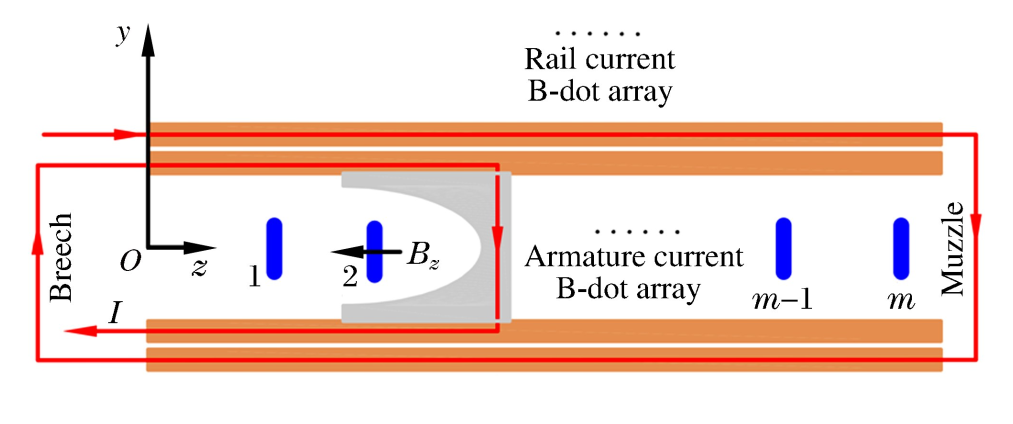 y
......
Rail current
B-dot array
Breech
O
z
1
2
B_z
......
Armature current
B-dot array
m−1
m
Muzzle
I